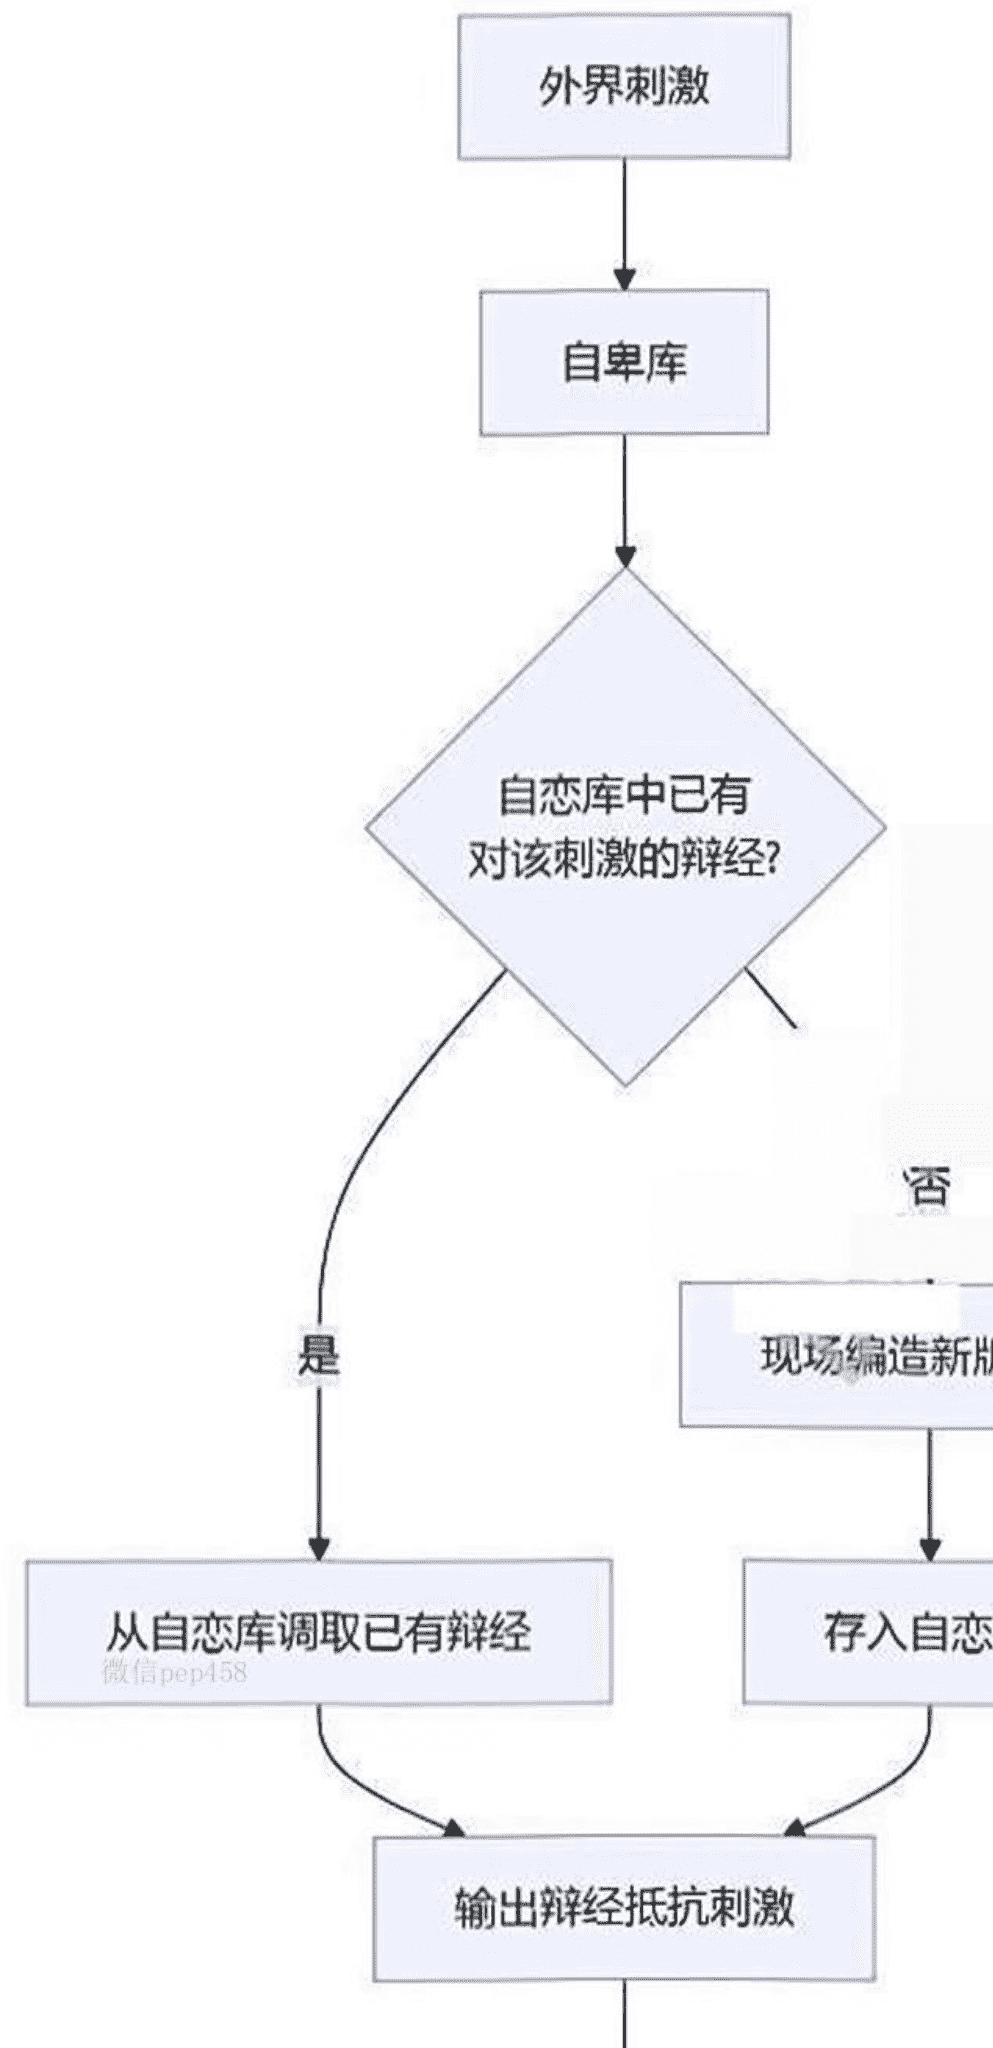 外界刺激
自卑库
自恋库中已有
对该刺激的辩经?
否
是
现场编造新版
从自恋库调取已有辩经
微信pep458
存入自恋
输出辩经抵抗刺激